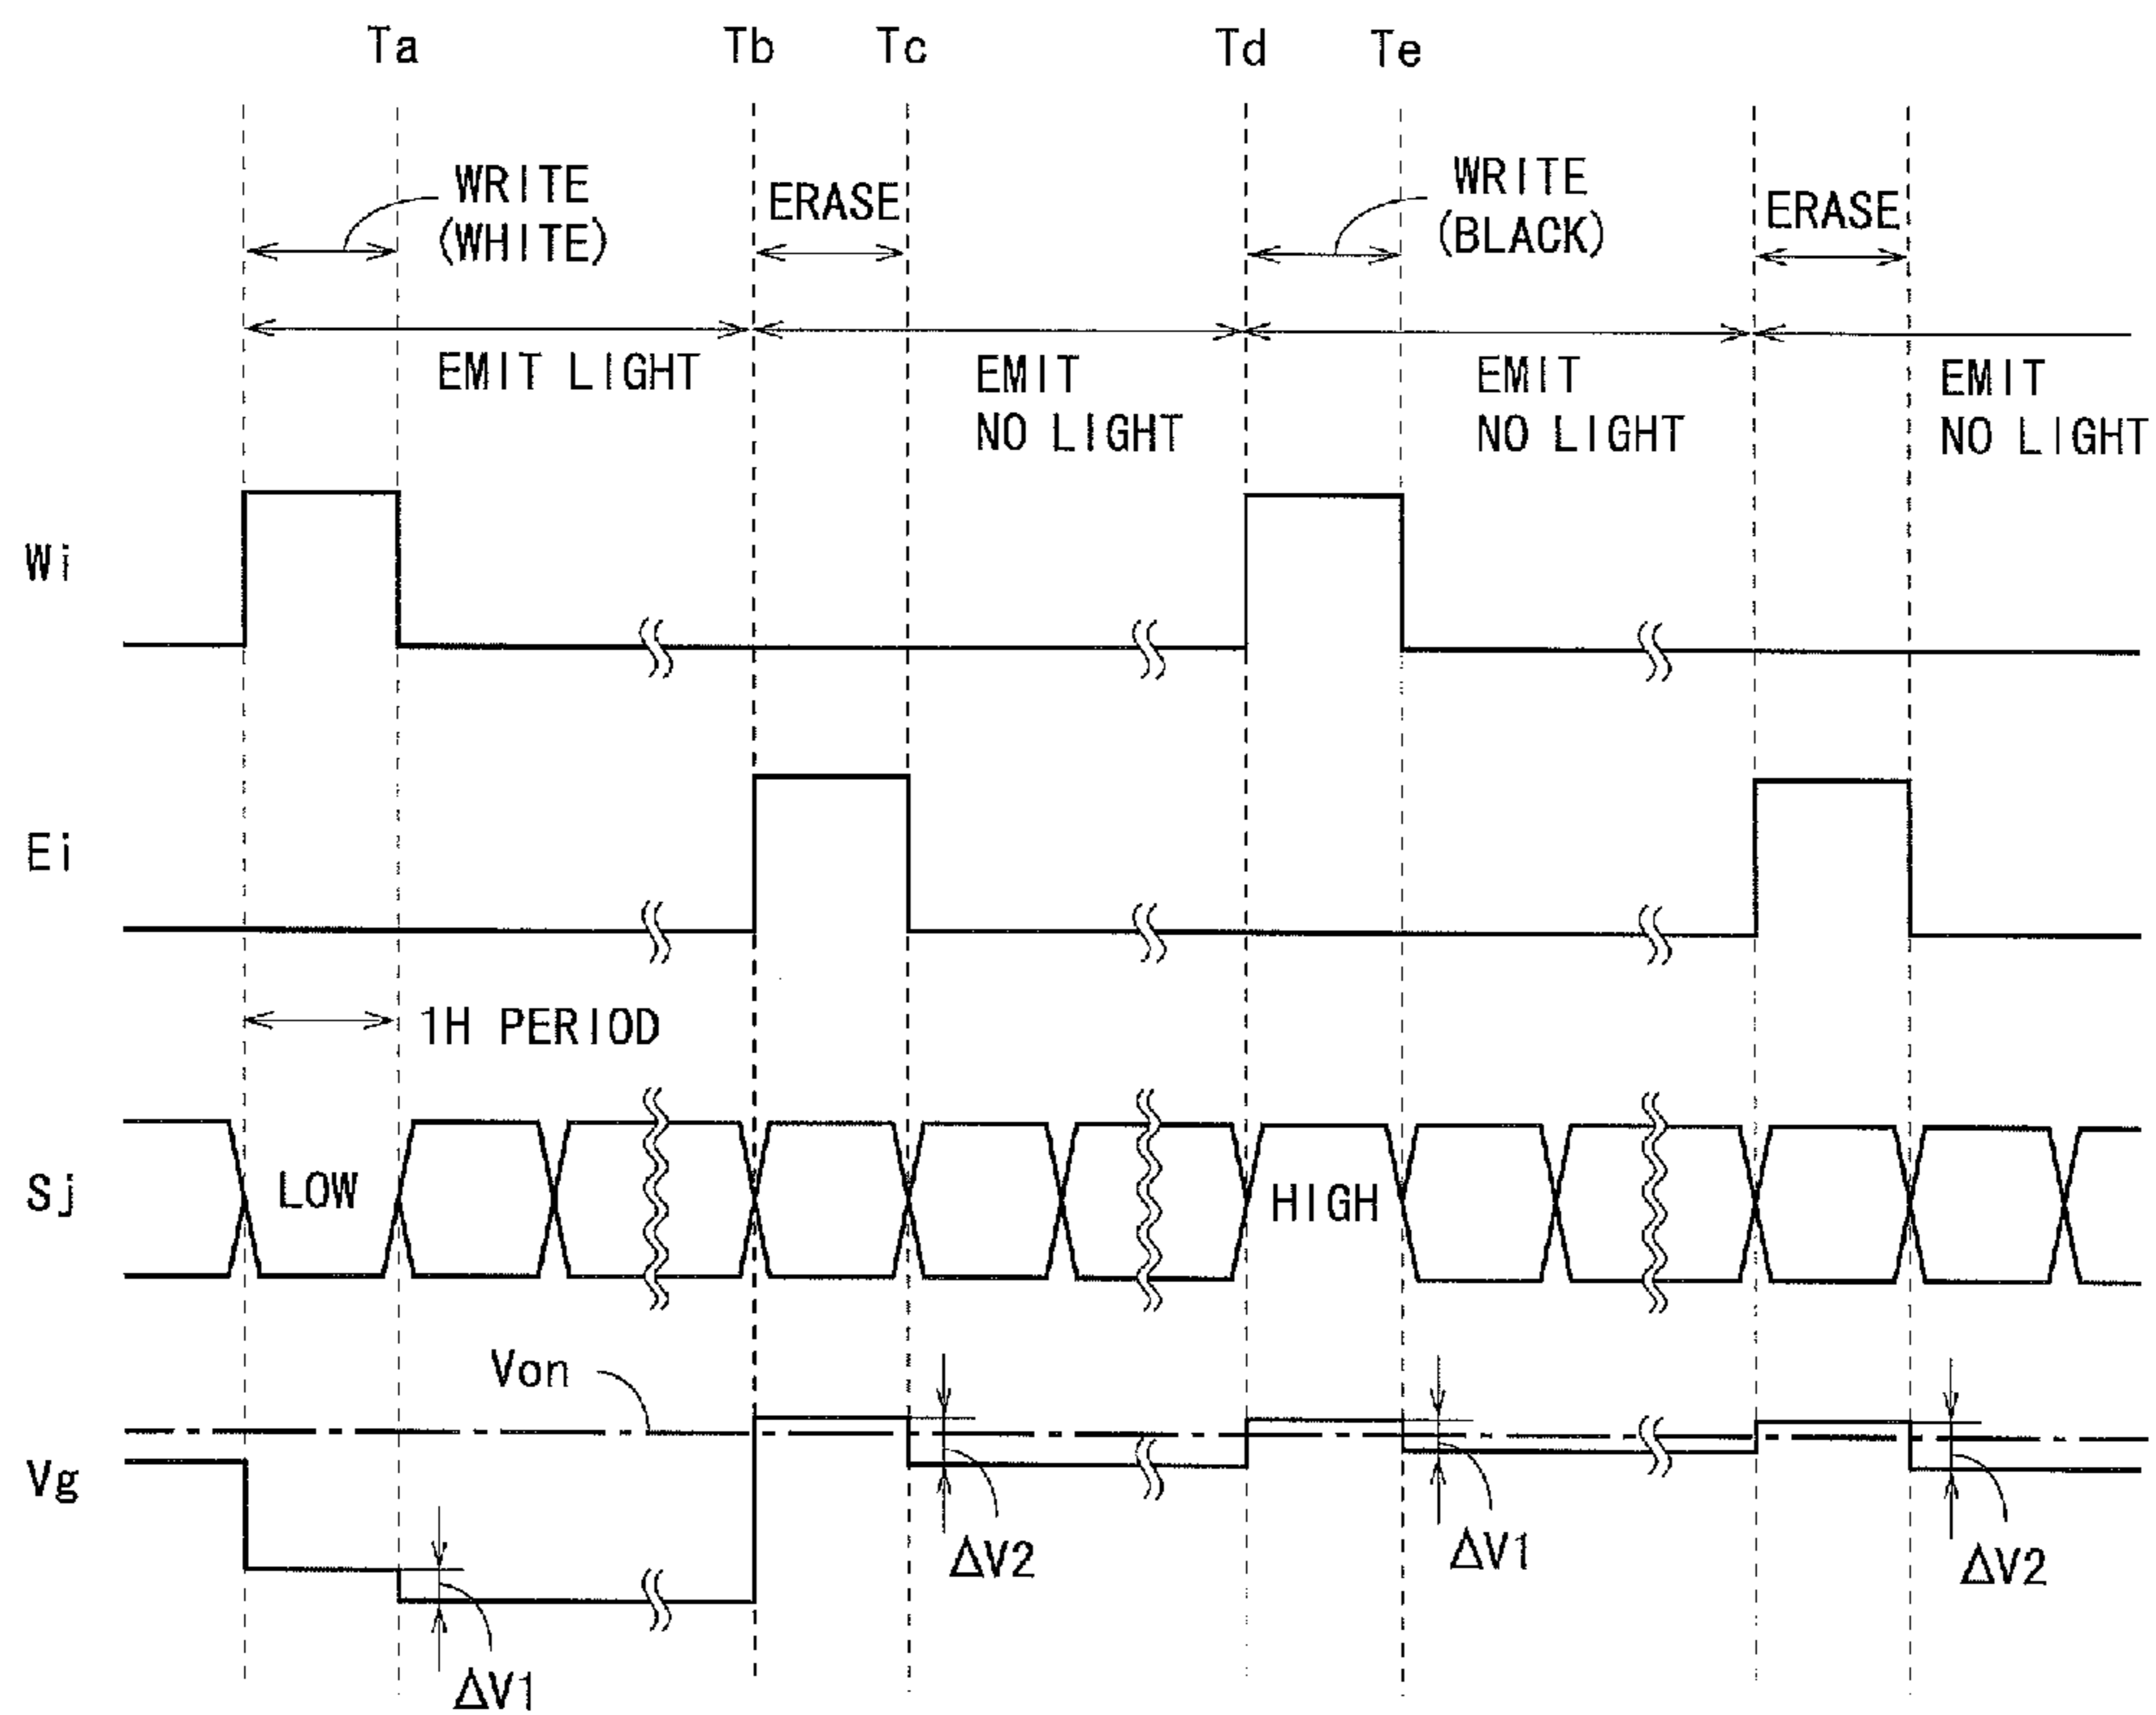 Ta Tb Tc Td Te
WRITE
(WHITE)
ERASE
WRITE
(BLACK)
ERASE
EMIT LIGHT
EMIT
NO LIGHT
EMIT
NO LIGHT
EMIT
NO LIGHT
Wi
Ei
1H PERIOD
Sj
LOW
HIGH
Von
Vg
ΔV1
ΔV2
ΔV1
ΔV2